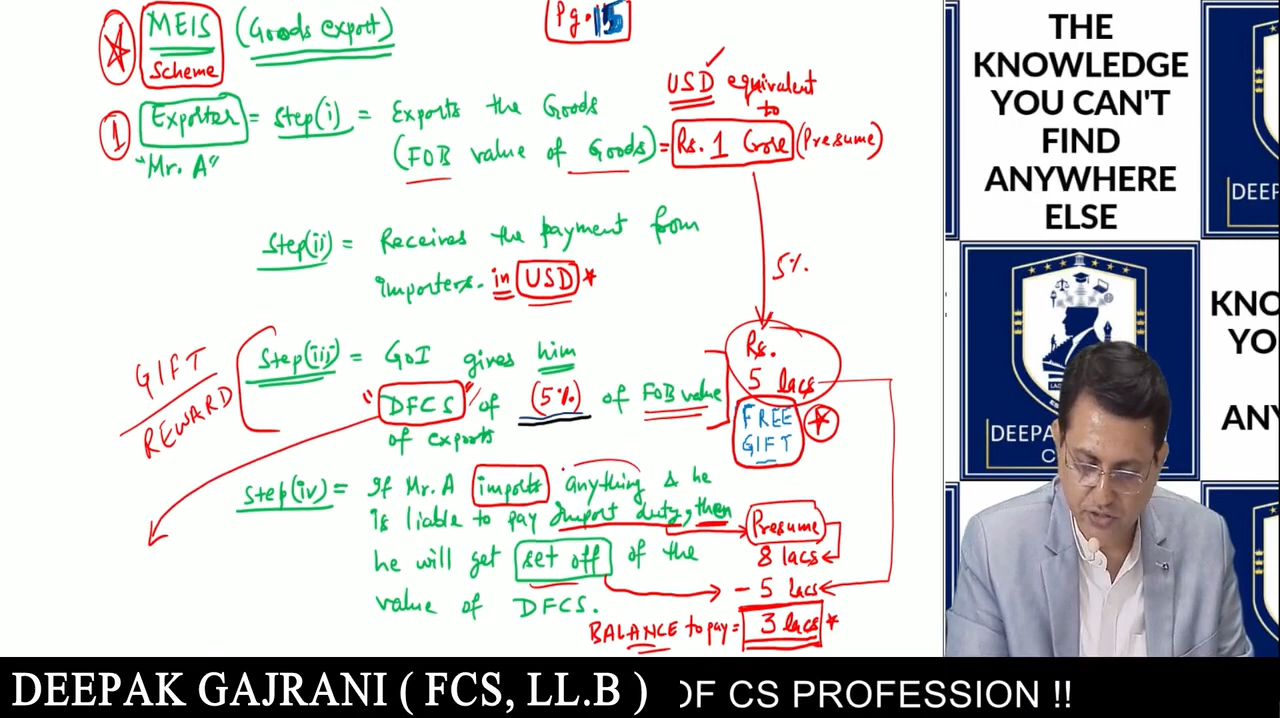 MEIS (Goods export)
Scheme
Pg. 15
1 Exporter = Step(i) = Exports the Goods
"Mr. A"
(FOB value of Goods) =
USD equivalent
to
Rs. 1 Crore (Presume)
Step(ii) = Receives the payment from
importers. in USD *
5%
GIFT
REWARD
Step(iii) = GoI gives him
"DFCS" of (5%) of FOB value
of exports
Rs.
5 lacs
FREE
GIFT
Step(iv) = If Mr. A imports anything & he
is liable to pay import duty, then
he will get set off of the
value of DFCS.
Presume
8 lacs
- 5 lacs
BALANCE to pay = 3 lacs *
THE
KNOWLEDGE
YOU CAN'T
FIND
ANYWHERE
ELSE
DEEP
KNO
YO
ANY
DEEPA
C
DEEPAK GAJRANI ( FCS, LL.B )
OF CS PROFESSION !!